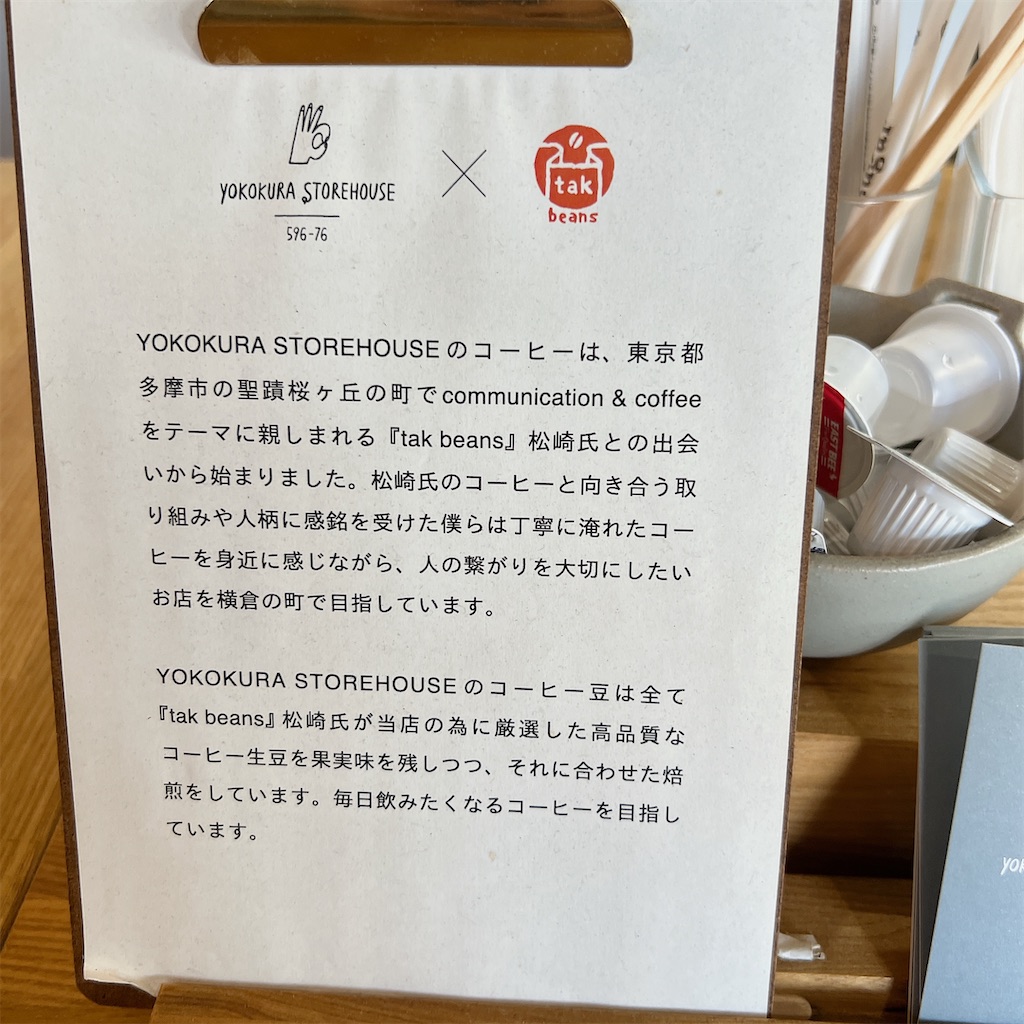 YOKOKURA STOREHOUSE
596-76
tak
beans
YOKOKURA STOREHOUSEのコーヒーは、東京都
多摩市の聖蹟桜ヶ丘の町でcommunication & coffee
をテーマに親しまれる『tak beans』松崎氏との出会
いから始まりました。松崎氏のコーヒーと向き合う取
り組みや人柄に感銘を受けた僕らは丁寧に淹れたコー
ヒーを身近に感じながら、人の繋がりを大切にしたい
お店を横倉の町で目指しています。
YOKOKURA STOREHOUSEのコーヒー豆は全て
『tak beans』松崎氏が当店の為に厳選した高品質な
コーヒー生豆を果実味を残しつつ、それに合わせた焙
煎をしています。毎日飲みたくなるコーヒーを目指し
ています。